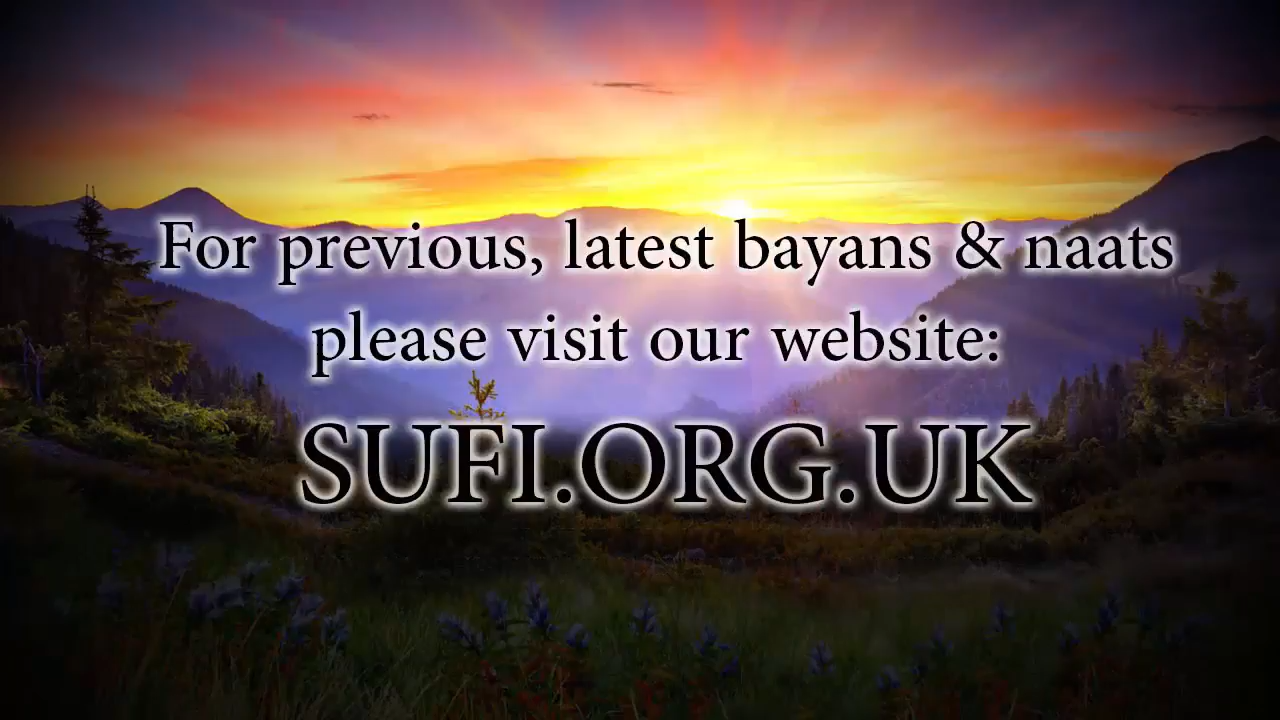 For previous, latest bayans & naats
please visit our website:
SUFI.ORG.UK